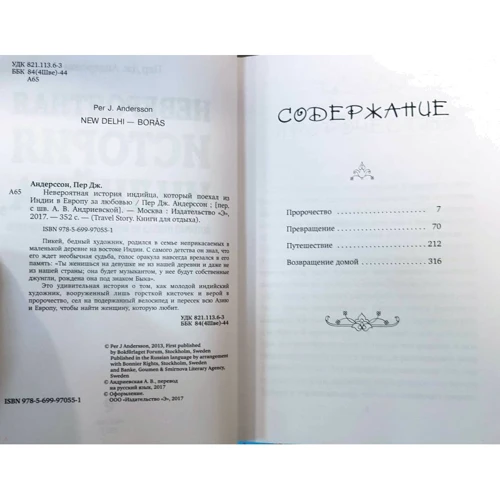 УДК 821.113.6-3
ББК 84(4Шве)-44
А65
Per J. Andersson
NEW DELHI — BORÅS
Андерссон, Пер Дж.
А65 Невероятная история индийца, который поехал из
Индии в Европу за любовью / Пер Дж. Андерссон ; [пер.
с шв. А. В. Андриевской]. — Москва : Издательство «Э»,
2017. — 352 с. — (Travel Story. Книги для отдыха).
ISBN 978-5-699-97055-1
Пикей, бедный художник, родился в семье неприкасаемых в
маленькой деревне на востоке Индии. С самого детства он знал, что
его ждет необычная судьба, голос оракула навсегда врезался в его
память: «Ты женишься на девушке не из нашей деревни и даже не
из нашей страны; она будет музыкантом, у нее будут собственные
джунгли, рождена она под знаком Быка».
Это удивительная история о том, как молодой индийский
художник, вооруженный лишь горсткой кисточек и верой в
пророчество, сел на подержанный велосипед и пересек всю Азию
и Европу, чтобы найти женщину, которую любит.
УДК 821.113.6-3
ББК 84(4Шве)-44
© Per J Andersson, 2013, First published
by Bokförlaget Forum, Stockholm, Sweden
Published in the Russian language by arrangement
with Bonnier Rights, Stockholm, Sweden
and Banke, Goumen & Smirnova Literary Agency,
Sweden
© Андриевская А. В., перевод
на русский язык, 2017
© Оформление.
ISBN 978-5-699-97055-1 ООО «Издательство «Э», 2017
СОДЕРЖАНИЕ
Пророчество 7
Превращение 70
Путешествие 212
Возвращение домой 316